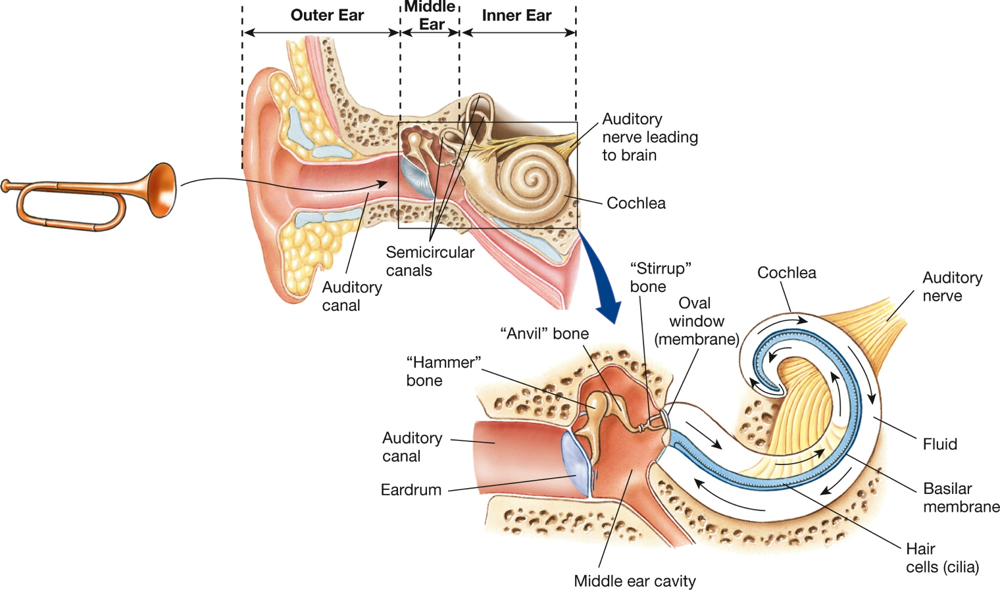 Outer Ear
Middle
Ear
Inner Ear
Auditory
nerve leading
to brain
Cochlea
Semicircular
canals
Auditory
canal
“Stirrup”
bone
Oval
window
(membrane)
Cochlea
Auditory
nerve
“Anvil” bone
“Hammer”
bone
Auditory
canal
Eardrum
Fluid
Basilar
membrane
Hair
cells (cilia)
Middle ear cavity